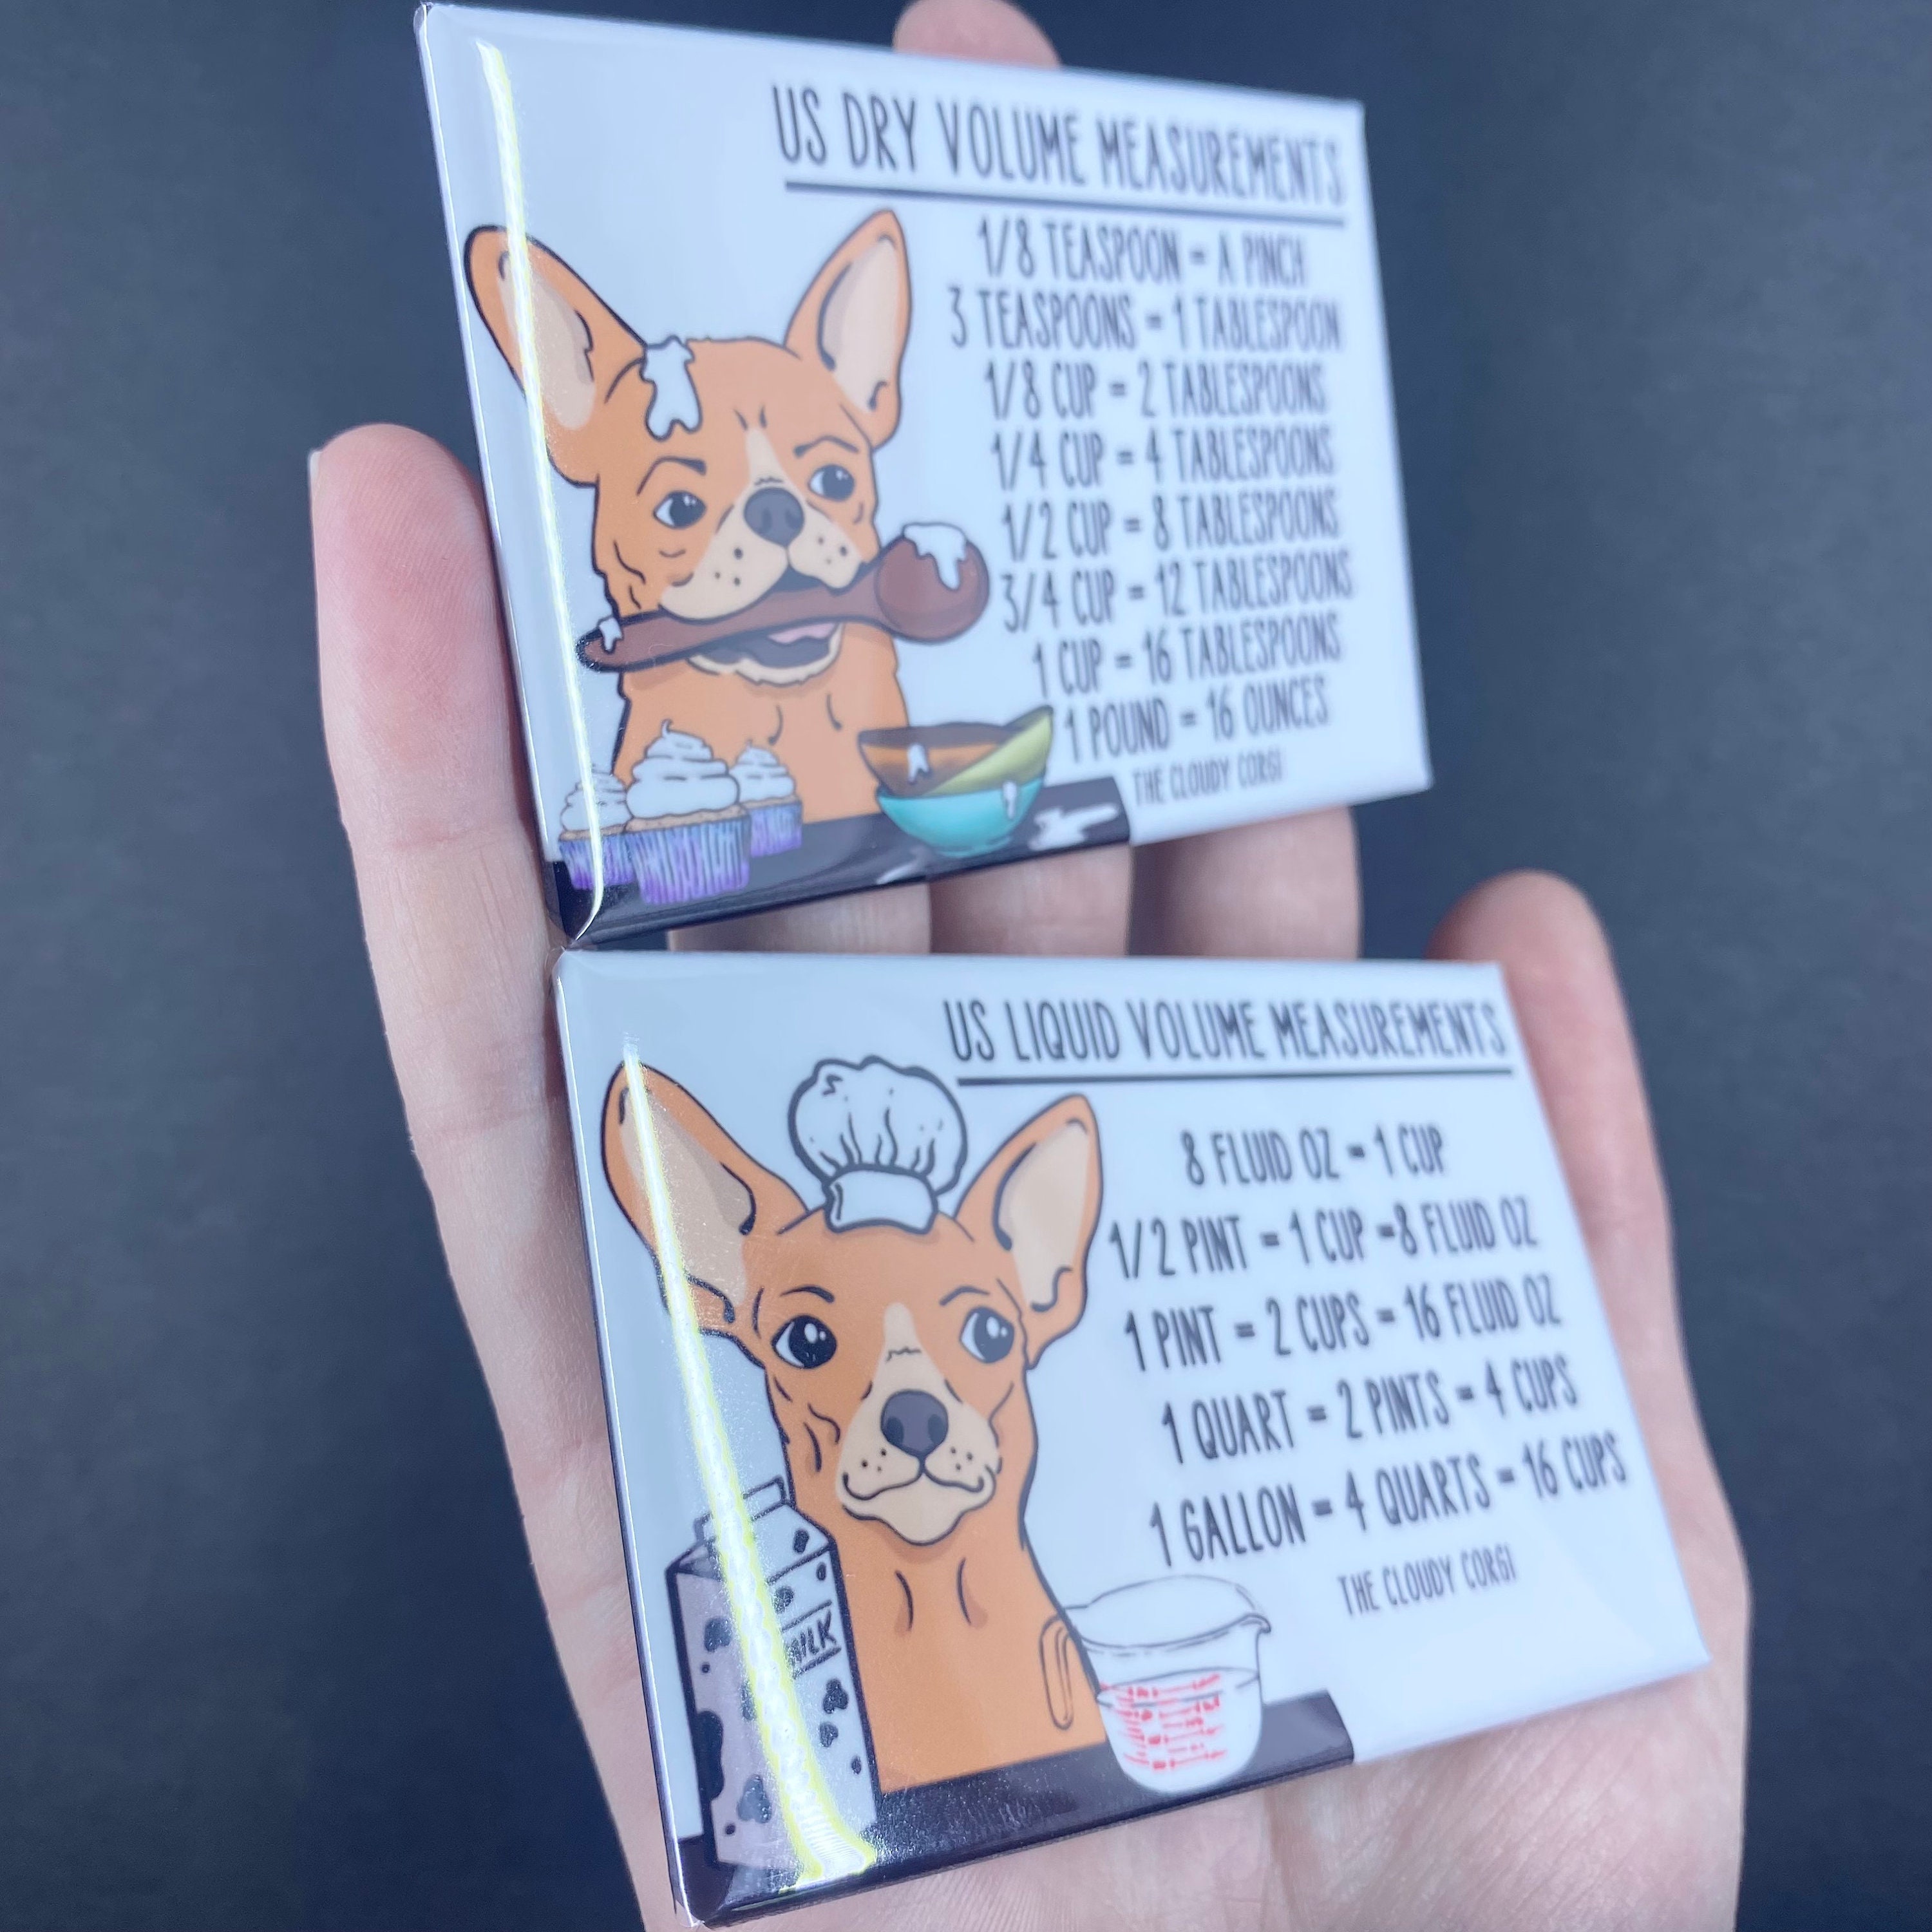 US DRY VOLUME MEASUREMENTS
1/8 TEASPOON = A PINCH
3 TEASPOONS = 1 TABLESPOON
1/8 CUP = 2 TABLESPOONS
1/4 CUP = 4 TABLESPOONS
1/2 CUP = 8 TABLESPOONS
3/4 CUP = 12 TABLESPOONS
1 CUP = 16 TABLESPOONS
1 POUND = 16 OUNCES
THE CLOUDY CORGI
US LIQUID VOLUME MEASUREMENTS
8 FLUID OZ = 1 CUP
1/2 PINT = 1 CUP =8 FLUID OZ
1 PINT = 2 CUPS = 16 FLUID OZ
1 QUART = 2 PINTS = 4 CUPS
1 GALLON = 4 QUARTS = 16 CUPS
THE CLOUDY CORGI
MILK